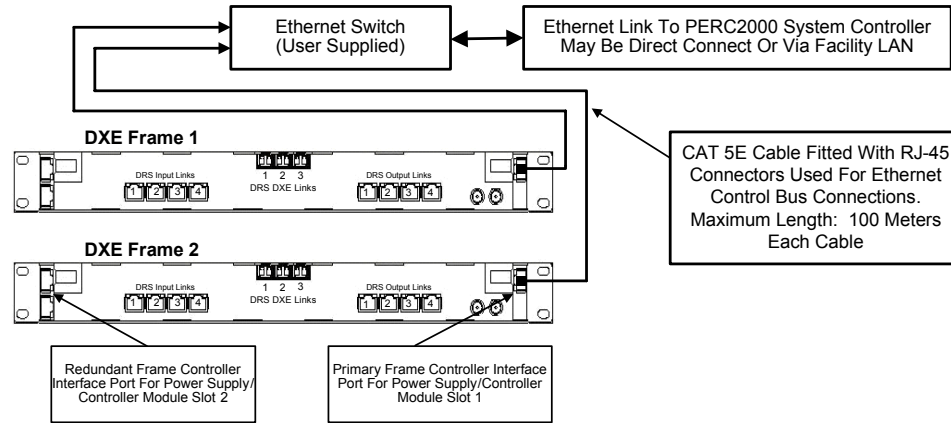 Ethernet Switch
(User Supplied)
Ethernet Link To PERC2000 System Controller
May Be Direct Connect Or Via Facility LAN
CAT 5E Cable Fitted With RJ-45
Connectors Used For Ethernet
Control Bus Connections.
Maximum Length: 100 Meters
Each Cable
DXE Frame 1
DRS Input Links
1 2 3 4
1 2 3
DRS DXE Links
DRS Output Links
1 2 3 4
DXE Frame 2
DRS Input Links
1 2 3 4
1 2 3
DRS DXE Links
DRS Output Links
1 2 3 4
Redundant Frame Controller
Interface Port For Power Supply/
Controller Module Slot 2
Primary Frame Controller Interface
Port For Power Supply/Controller
Module Slot 1